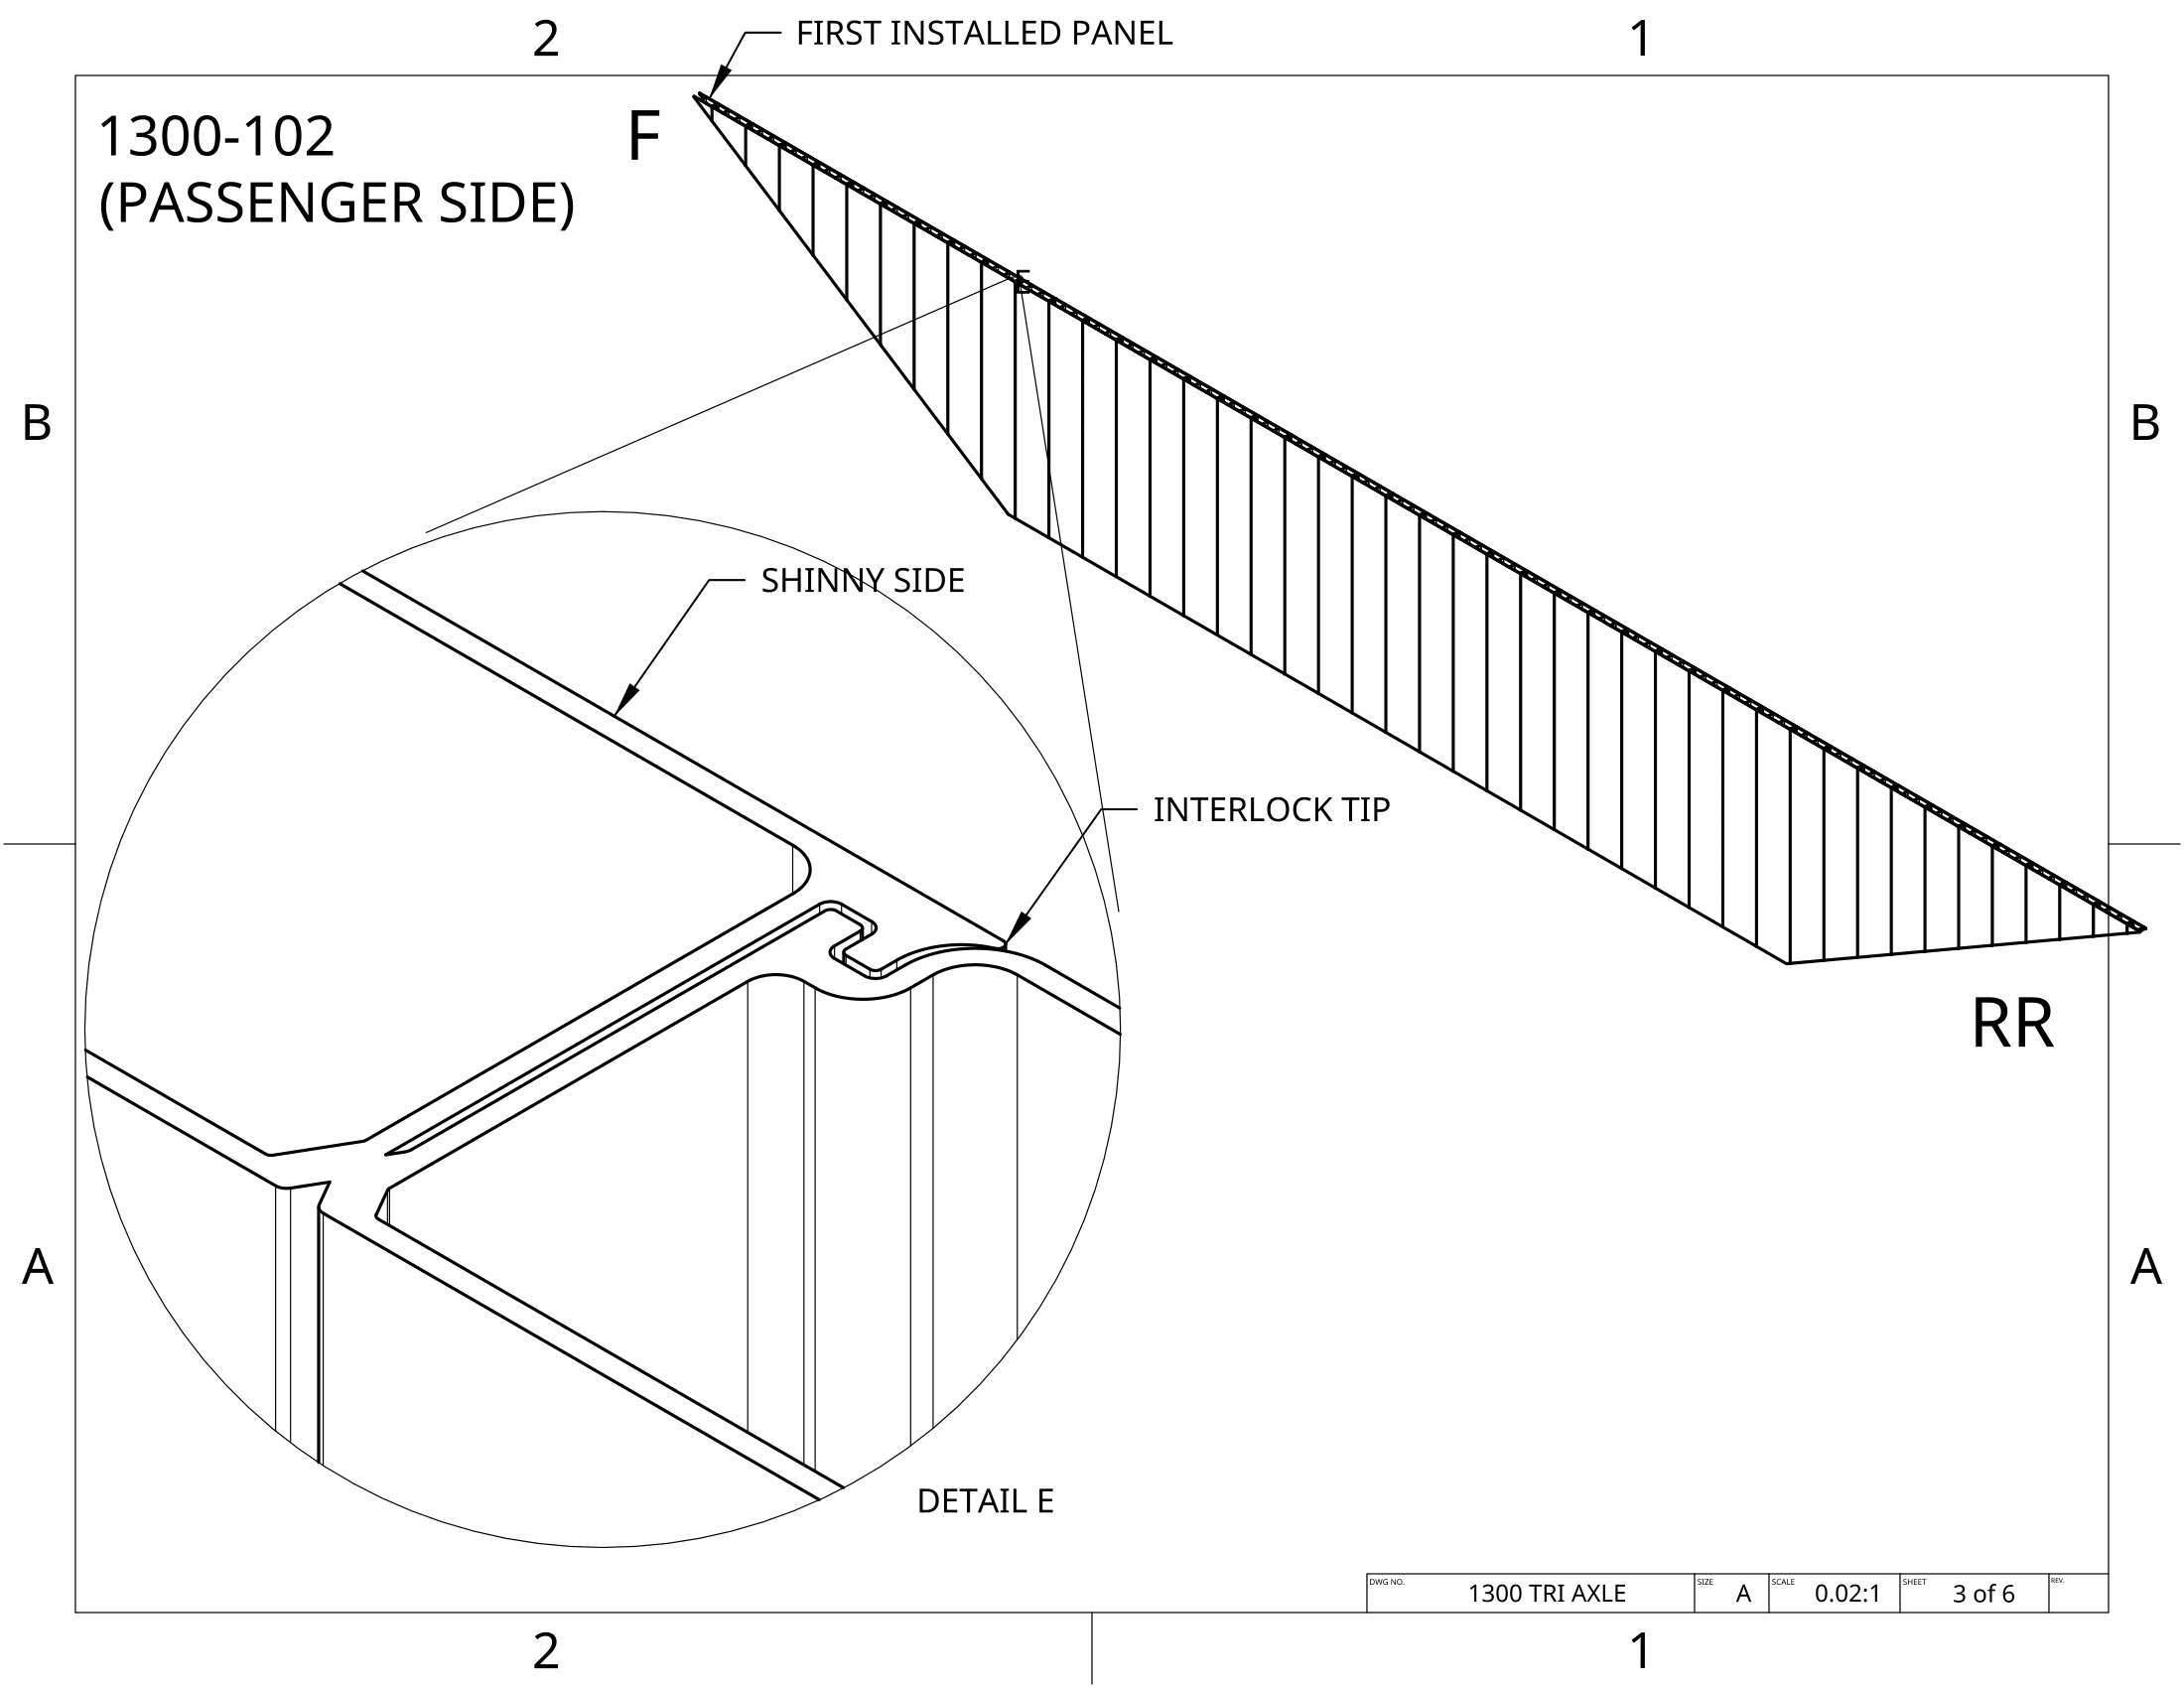 2
FIRST INSTALLED PANEL
1
1300-102
(PASSENGER SIDE)
F
E
B
B
SHINNY SIDE
INTERLOCK TIP
RR
A
A
DETAIL E
DWG NO.
1300 TRI AXLE
SIZE
A
SCALE
0.02:1
SHEET
3 of 6
REV.
2
1